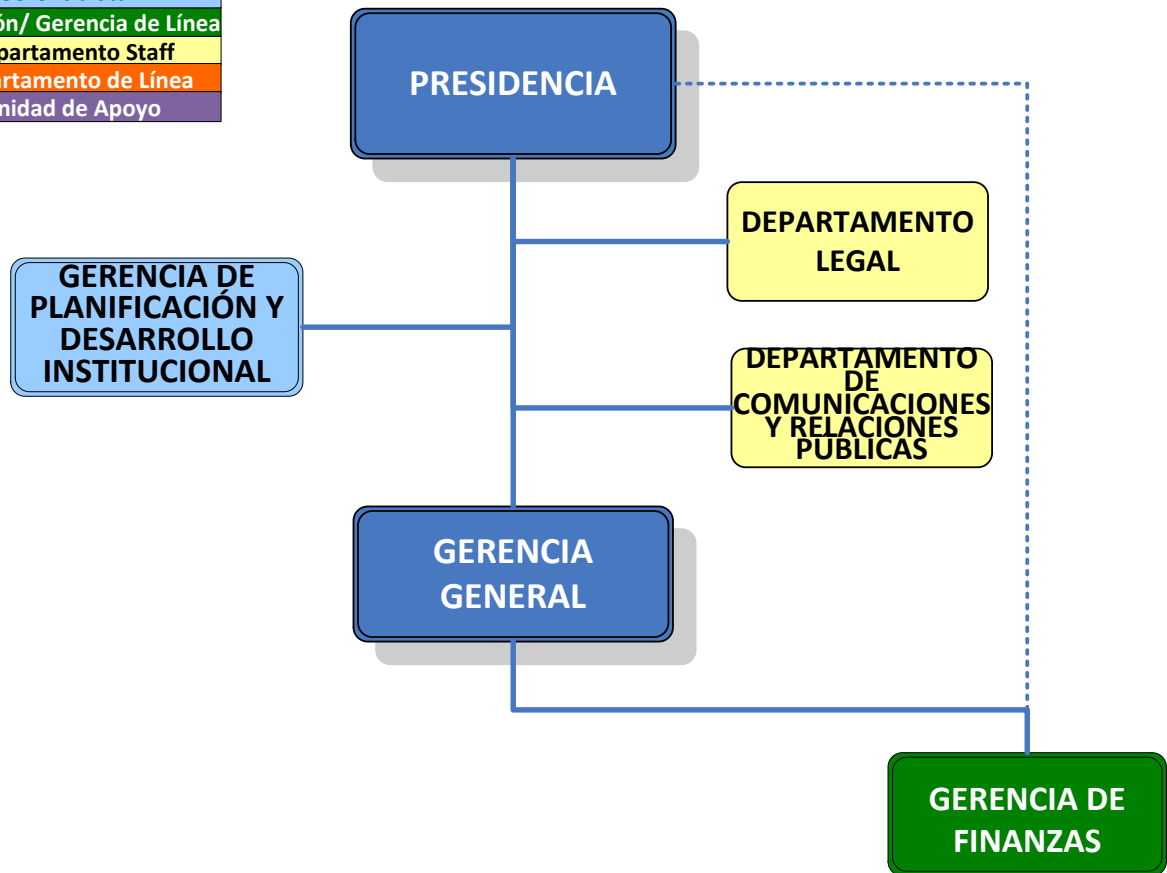 ón/ Gerencia de Línea
partamento Staff
artamento de Línea
nidad de Apoyo
PRESIDENCIA
DEPARTAMENTO
LEGAL
GERENCIA DE
PLANIFICACIÓN Y
DESARROLLO
INSTITUCIONAL
DEPARTAMENTO
DE
COMUNICACIONES
Y RELACIONES
PÚBLICAS
GERENCIA
GENERAL
GERENCIA DE
FINANZAS